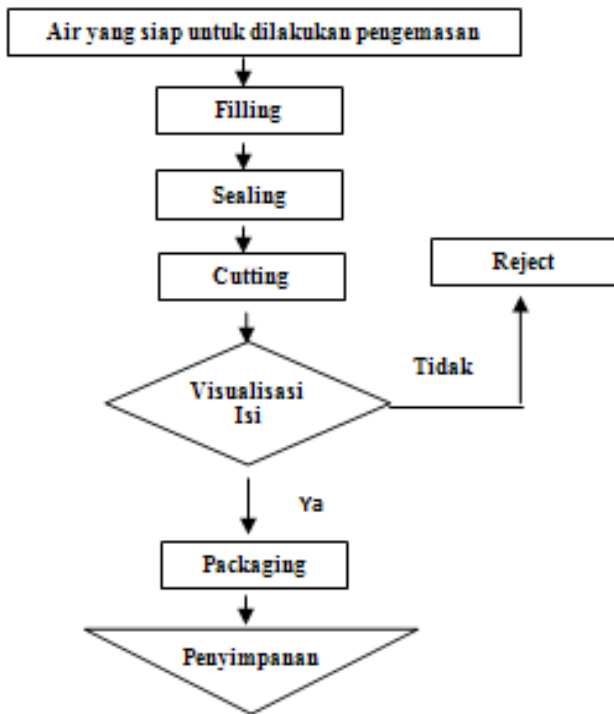 Air yang siap untuk dilakukan pengemasan
Filling
Sealing
Cutting
Reject
Visualisasi
Isi
Tidak
Ya
Packaging
Penyimpanan